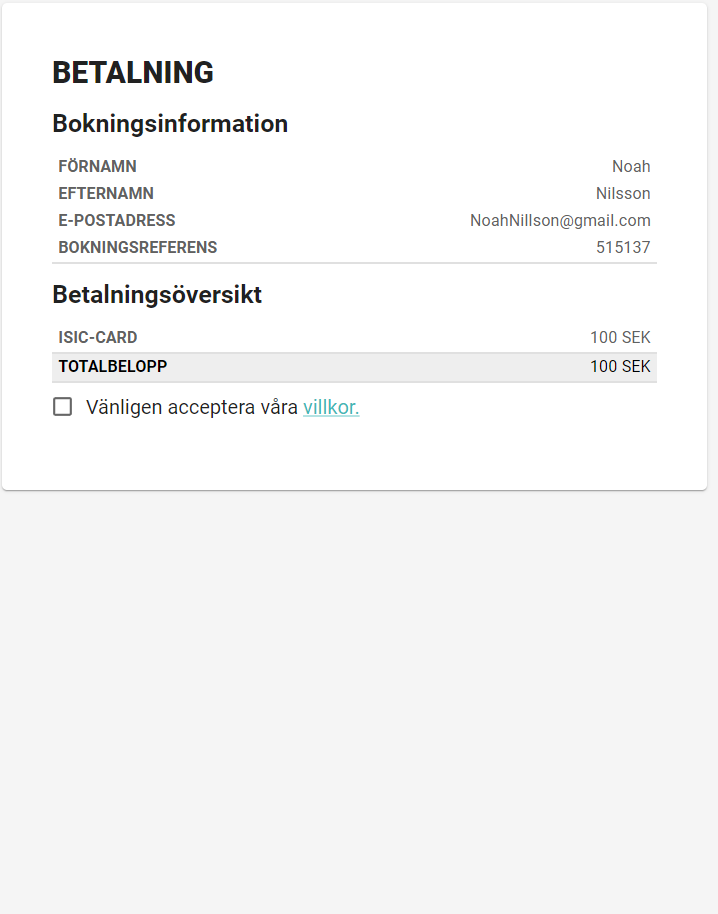 BETALNING
Bokningsinformation
FÖRNAMN Noah
EFTERNAMN Nilsson
E-POSTADRESS NoahNillson@gmail.com
BOKNINGSREFERENS 515137
Betalningsöversikt
ISIC-CARD 100 SEK
TOTALBELOPP 100 SEK
Vänligen acceptera våra villkor.